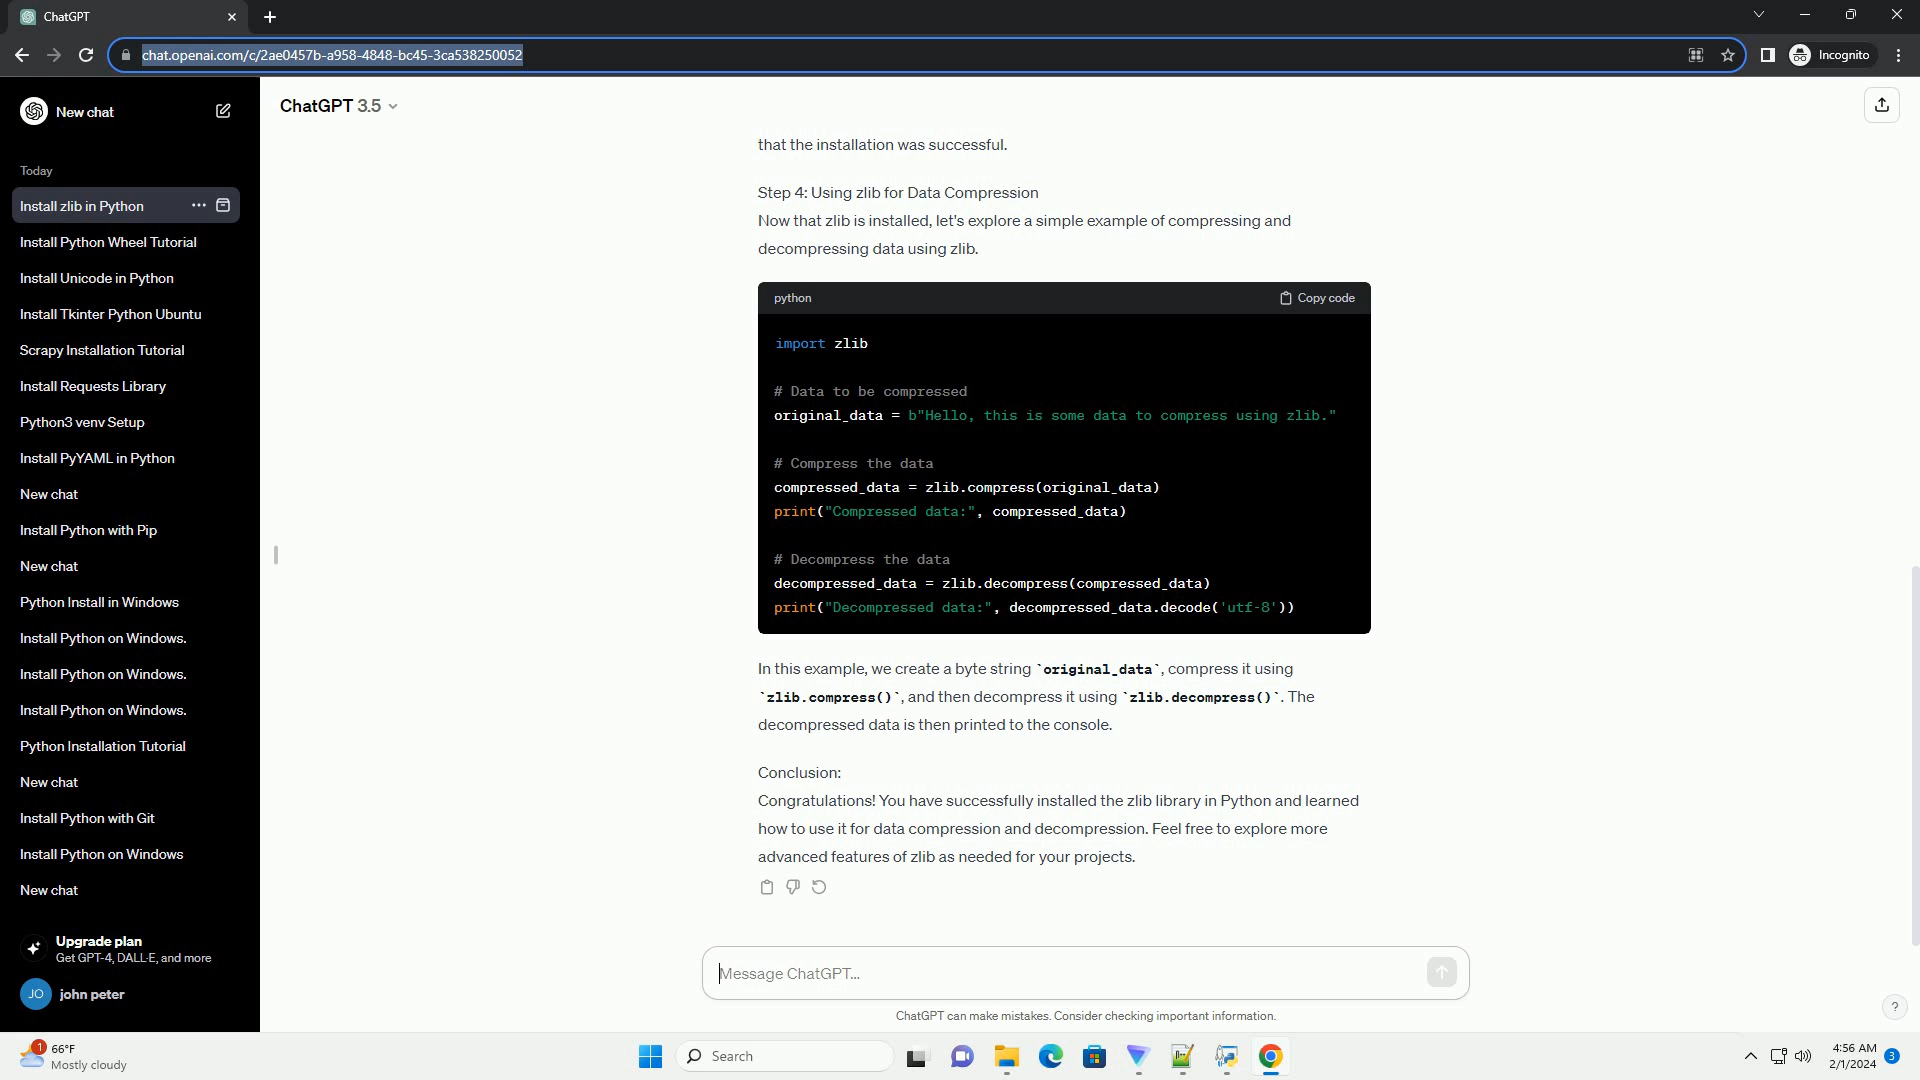 ChatGPT
chat.openai.com/c/2ae0457b-a958-4848-bc45-3ca538250052
Incognito
New chat
Today
Install zlib in Python
Install Python Wheel Tutorial
Install Unicode in Python
Install Tkinter Python Ubuntu
Scrapy Installation Tutorial
Install Requests Library
Python3 venv Setup
Install PyYAML in Python
New chat
Install Python with Pip
New chat
Python Install in Windows
Install Python on Windows.
Install Python on Windows.
Install Python on Windows.
Python Installation Tutorial
New chat
Install Python with Git
Install Python on Windows
New chat
Upgrade plan
Get GPT-4, DALL·E, and more
JO
john peter
ChatGPT 3.5
that the installation was successful.
Step 4: Using zlib for Data Compression
Now that zlib is installed, let's explore a simple example of compressing and
decompressing data using zlib.
python
Copy code
import zlib
# Data to be compressed
original_data = b"Hello, this is some data to compress using zlib."
# Compress the data
compressed_data = zlib.compress(original_data)
print("Compressed data:", compressed_data)
# Decompress the data
decompressed_data = zlib.decompress(compressed_data)
print("Decompressed data:", decompressed_data.decode('utf-8'))
In this example, we create a byte string `original_data`, compress it using
`zlib.compress()`, and then decompress it using `zlib.decompress()`. The
decompressed data is then printed to the console.
Conclusion:
Congratulations! You have successfully installed the zlib library in Python and learned
how to use it for data compression and decompression. Feel free to explore more
advanced features of zlib as needed for your projects.
Message ChatGPT...
ChatGPT can make mistakes. Consider checking important information.
?
1
66°F
Mostly cloudy
Search
4:56 AM
2/1/2024
3